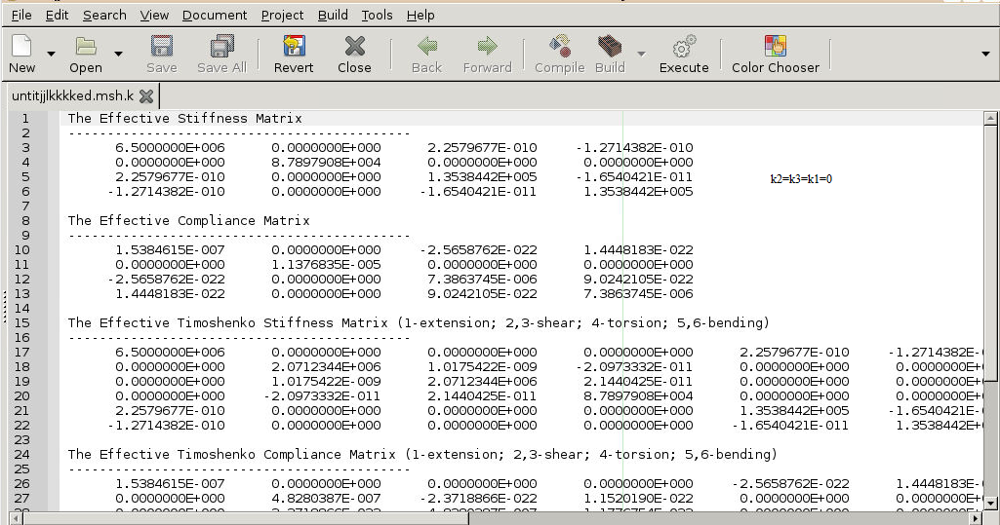 File Edit Search View Document Project Build Tools Help
New Open Save Save All Revert Close Back Forward Compile Build Execute Color Chooser
untitjjlkkkked.msh.k
1 The Effective Stiffness Matrix
2 --------------------------------------------
3 6.5000000E+006 0.0000000E+000 2.2579677E-010 -1.2714382E-010
4 0.0000000E+000 8.7897908E+004 0.0000000E+000 0.0000000E+000
5 2.2579677E-010 0.0000000E+000 1.3538442E+005 -1.6540421E-011
k2=k3=k1=0
6 -1.2714382E-010 0.0000000E+000 -1.6540421E-011 1.3538442E+005
7
8 The Effective Compliance Matrix
9 --------------------------------------------
10 1.5384615E-007 0.0000000E+000 -2.5658762E-022 1.4448183E-022
11 0.0000000E+000 1.1376835E-005 0.0000000E+000 0.0000000E+000
12 -2.5658762E-022 0.0000000E+000 7.3863745E-006 9.0242105E-022
13 1.4448183E-022 0.0000000E+000 9.0242105E-022 7.3863745E-006
14
15 The Effective Timoshenko Stiffness Matrix (1-extension; 2,3-shear; 4-torsion; 5,6-bending)
16 --------------------------------------------
17 6.5000000E+006 0.0000000E+000 0.0000000E+000 0.0000000E+000 2.2579677E-010 -1.2714382E-
18 0.0000000E+000 2.0712344E+006 1.0175422E-009 -2.0973332E-011 0.0000000E+000 0.0000000E+
19 0.0000000E+000 1.0175422E-009 2.0712344E+006 2.1440425E-011 0.0000000E+000 0.0000000E+
20 0.0000000E+000 -2.0973332E-011 2.1440425E-011 8.7897908E+004 0.0000000E+000 0.0000000E+
21 2.2579677E-010 0.0000000E+000 0.0000000E+000 0.0000000E+000 1.3538442E+005 -1.6540421E-
22 -1.2714382E-010 0.0000000E+000 0.0000000E+000 0.0000000E+000 -1.6540421E-011 1.3538442E+
23
24 The Effective Timoshenko Compliance Matrix (1-extension; 2,3-shear; 4-torsion; 5,6-bending)
25 --------------------------------------------
26 1.5384615E-007 0.0000000E+000 0.0000000E+000 0.0000000E+000 -2.5658762E-022 1.4448183E-
27 0.0000000E+000 4.8280387E-007 -2.3718866E-022 1.1520190E-022 0.0000000E+000 0.0000000E+